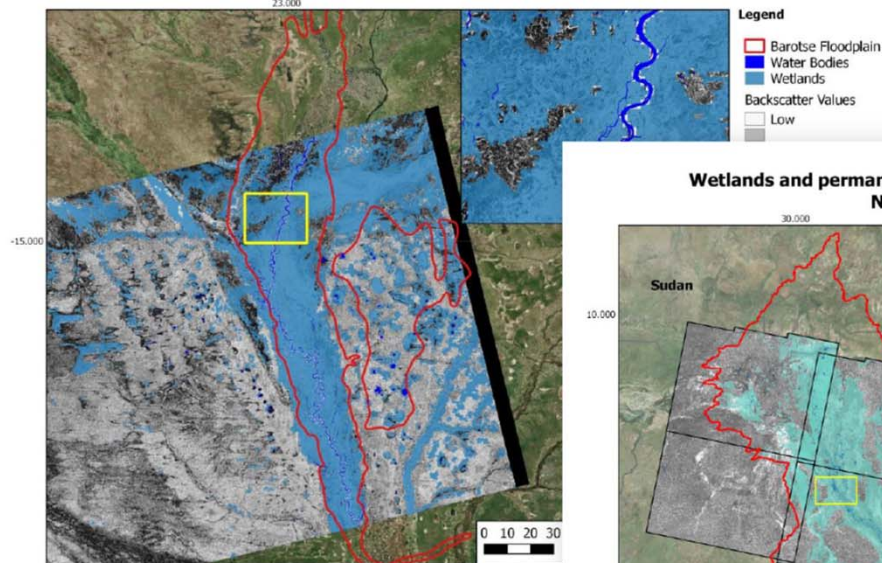 23.000
Legend
Barotse Floodplain
Water Bodies
Wetlands
Backscatter Values
Low
-15.000
0 10 20 30
Wetlands and perma
N
30.000
Sudan
10.000